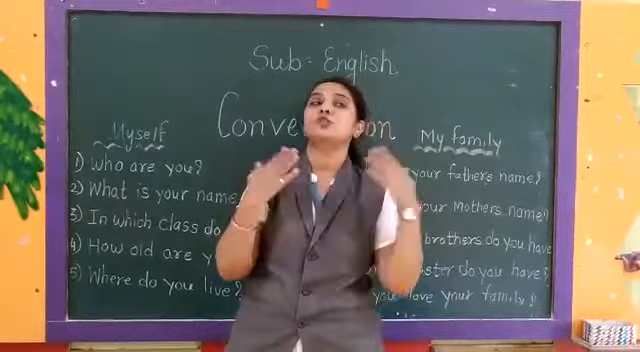 Sub:- English
Myself
1) Who are you?
2) What is your name
3) In which class do
4) How old are
5) Where do you live?
My family
your fathers name?
your Mothers name?
brothers do you have
do you have?
love your family?